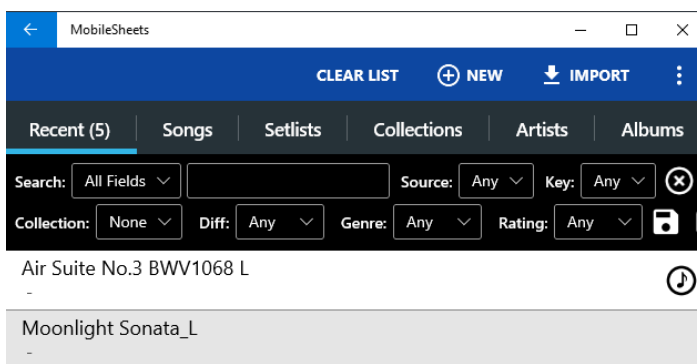 MobileSheets
CLEAR LIST NEW IMPORT
Recent (5) Songs Setlists Collections Artists Albums
Search: All Fields Source: Any Key: Any
Collection: None Diff: Any Genre: Any Rating: Any
Air Suite No.3 BWV1068 L
-
Moonlight Sonata_L
-